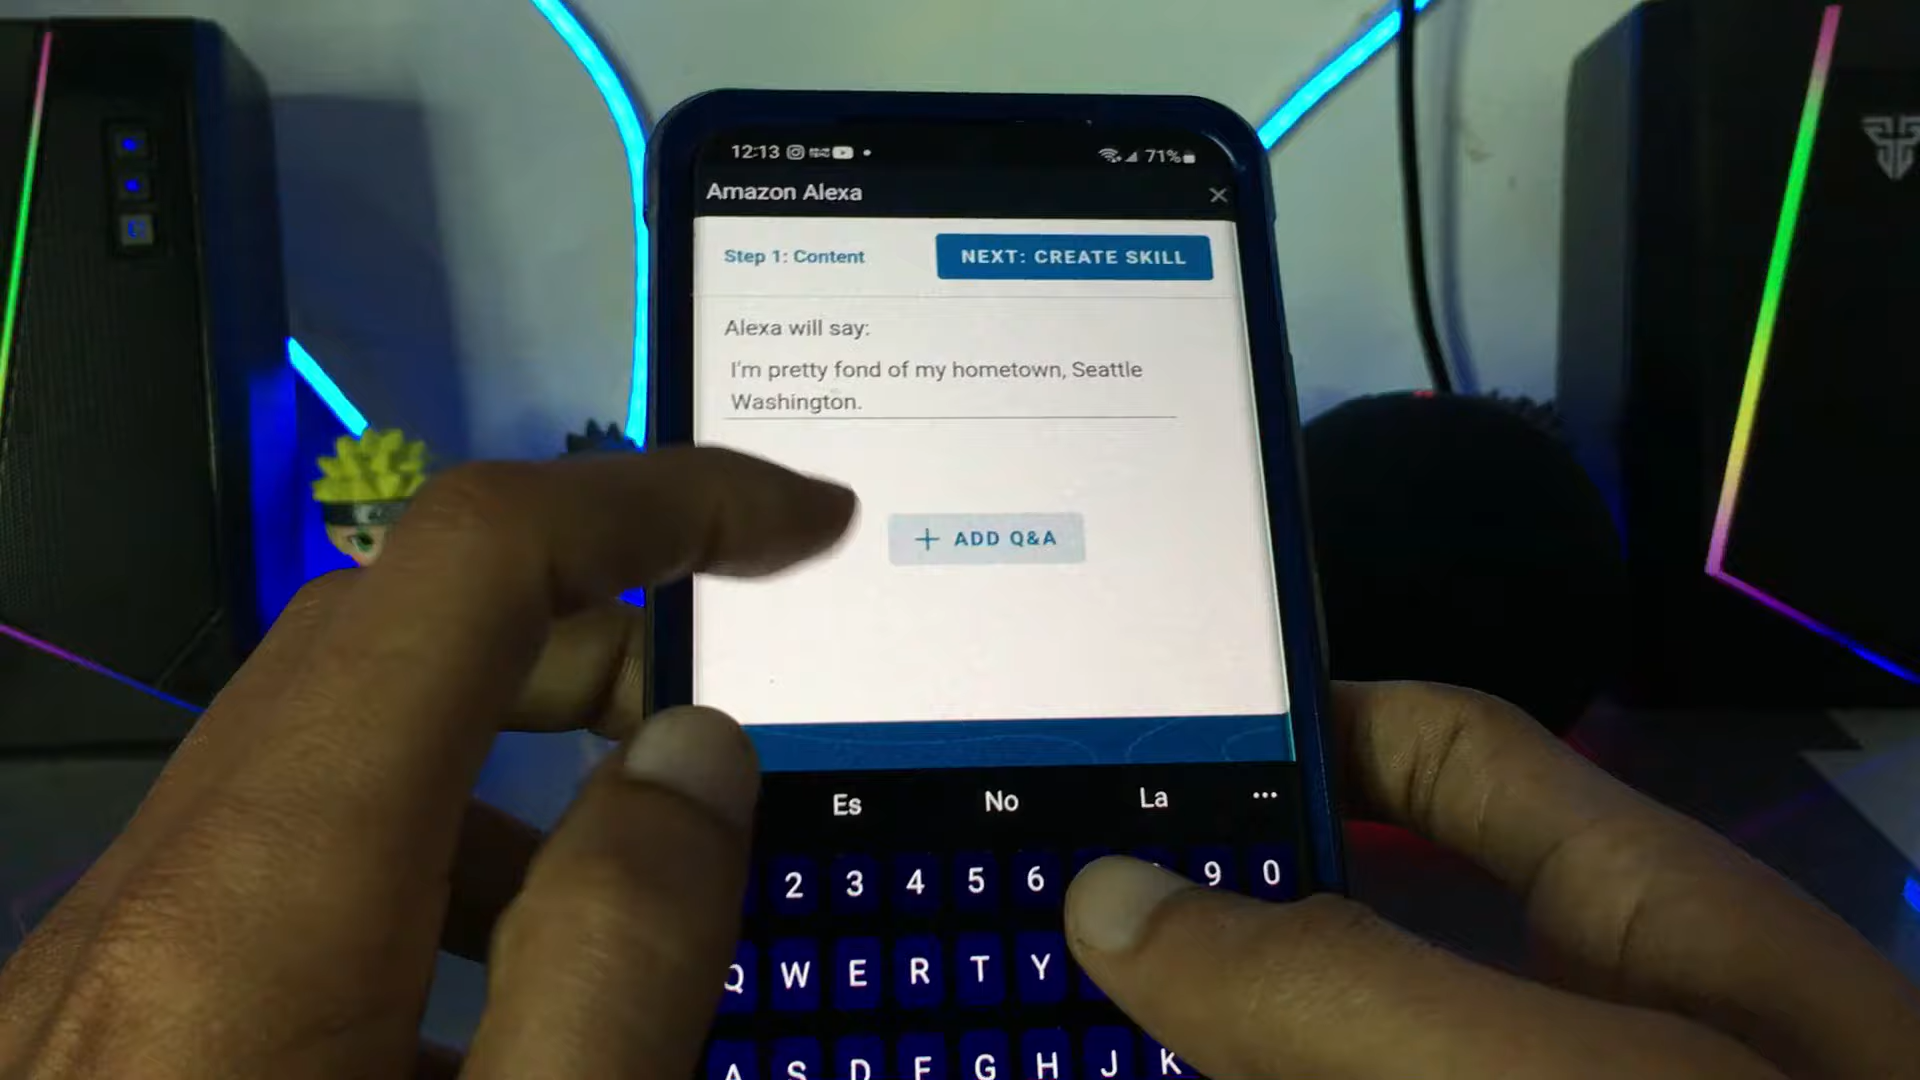 12:13 71%
Amazon Alexa
Step 1: Content NEXT: CREATE SKILL
Alexa will say:
I'm pretty fond of my hometown, Seattle
Washington.
+ ADD Q&A
Es No La ...
2 3 4 5 6 9 0
Q W E R T Y
A S D F G H J K